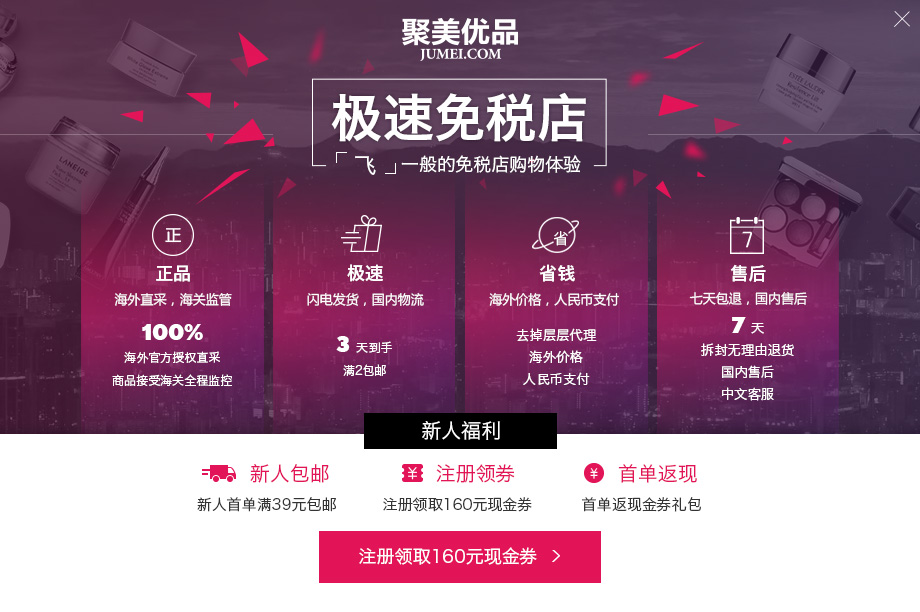 聚美优品
JUMEI.COM
极速免税店
「飞」一般的免税店购物体验
LANEIGE
ESTEE LAUDER
正
正品
海外直采，海关监管
100%
海外官方授权直采
商品接受海关全程监控
极速
闪电发货，国内物流
3 天到手
满2包邮
省
省钱
海外价格，人民币支付
去掉层层代理
海外价格
人民币支付
7
售后
七天包退，国内售后
7 天
拆封无理由退货
国内售后
中文客服
新人福利
新人包邮
新人首单满39元包邮
¥ 注册领券
注册领取160元现金券
¥ 首单返现
首单返现金券礼包
注册领取160元现金券 >